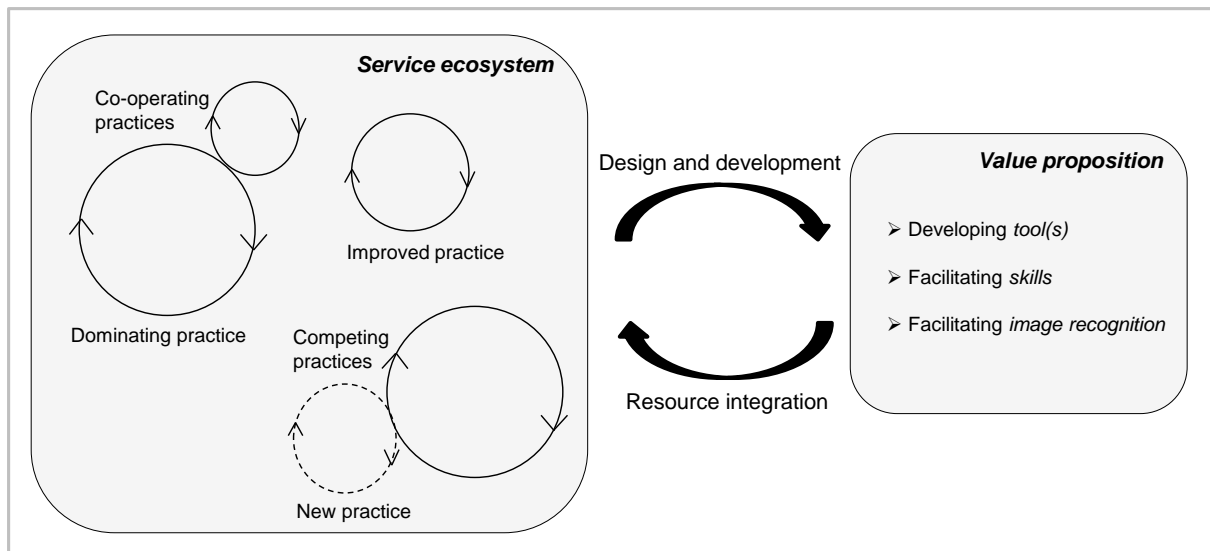 Service ecosystem
Co-operating
practices
Improved practice
Dominating practice
Competing
practices
New practice
Design and development
Resource integration
Value proposition
➢ Developing tool(s)
➢ Facilitating skills
➢ Facilitating image recognition